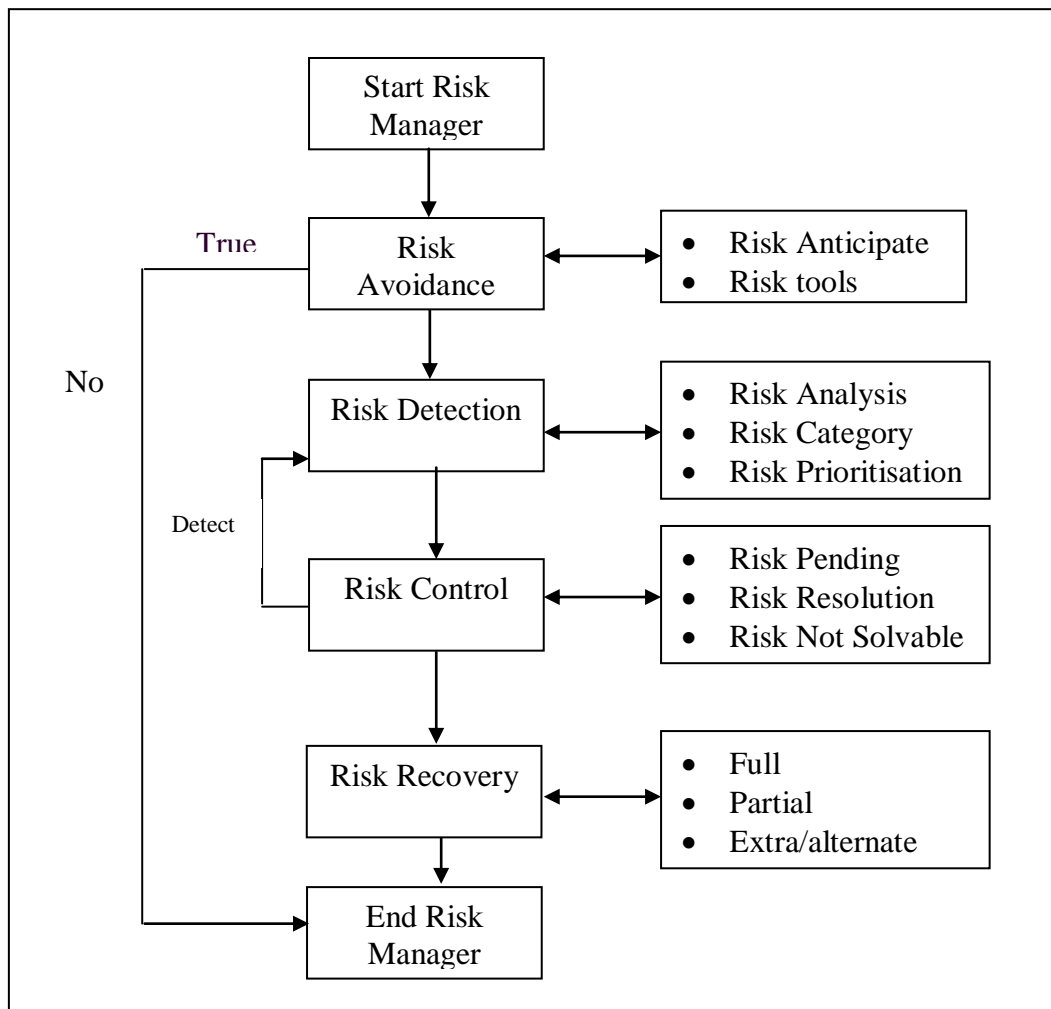 Start Risk
Manager
True
Risk
Avoidance
• Risk Anticipate
• Risk tools
No
Risk Detection
• Risk Analysis
• Risk Category
• Risk Prioritisation
Detect
Risk Control
• Risk Pending
• Risk Resolution
• Risk Not Solvable
Risk Recovery
• Full
• Partial
• Extra/alternate
End Risk
Manager